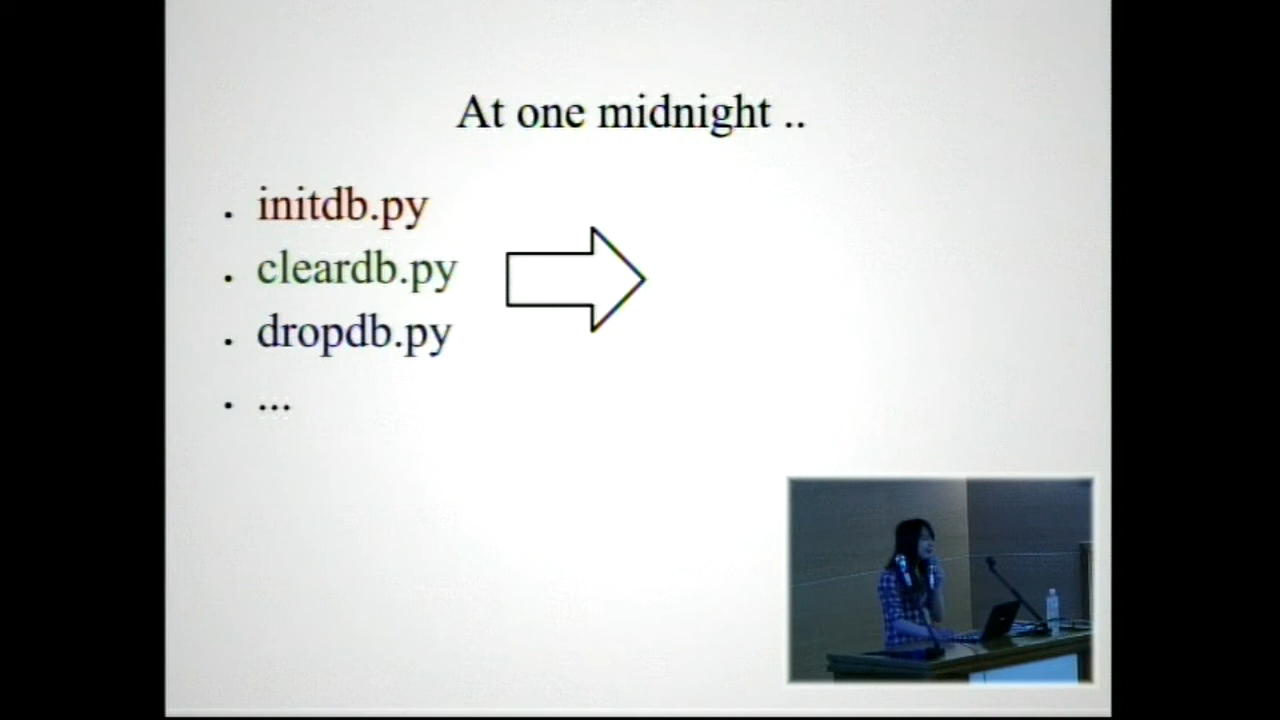 At one midnight ..
initdb.py
cleardb.py
dropdb.py
...